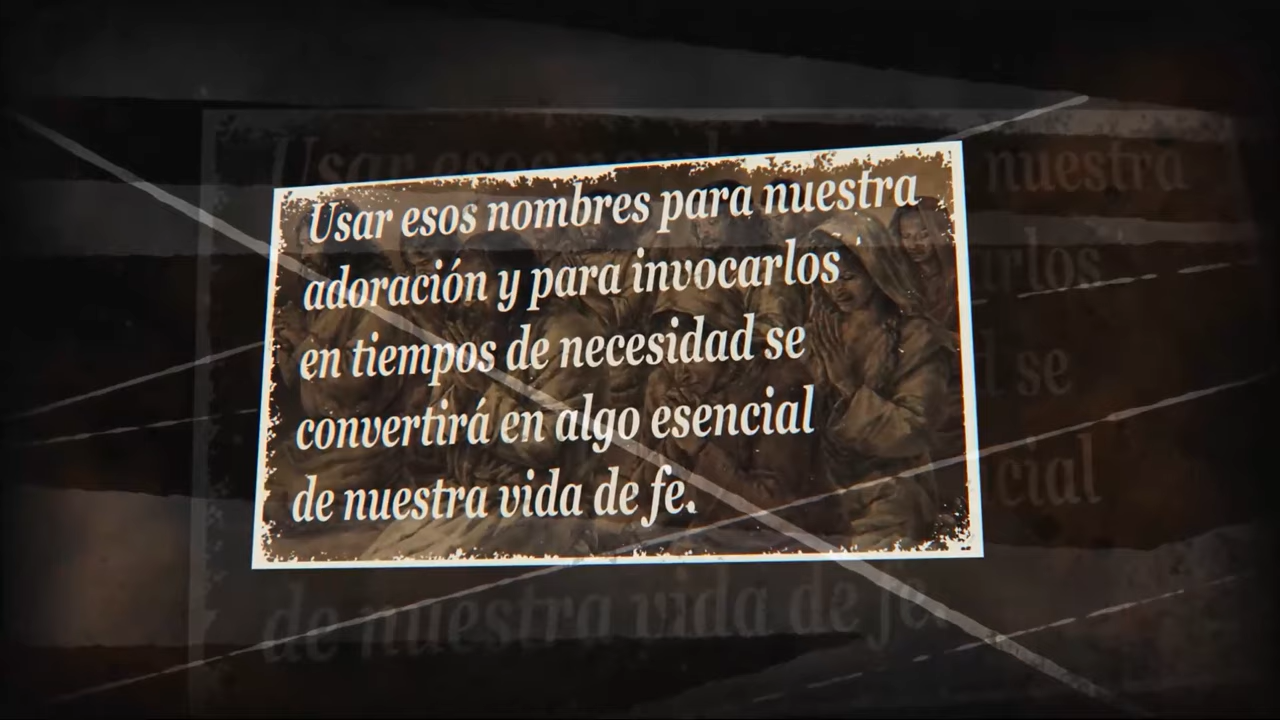 Usar esos nombres para nuestra
adoración y para invocarlos
en tiempos de necesidad se
convertirá en algo esencial
de nuestra vida de fe.